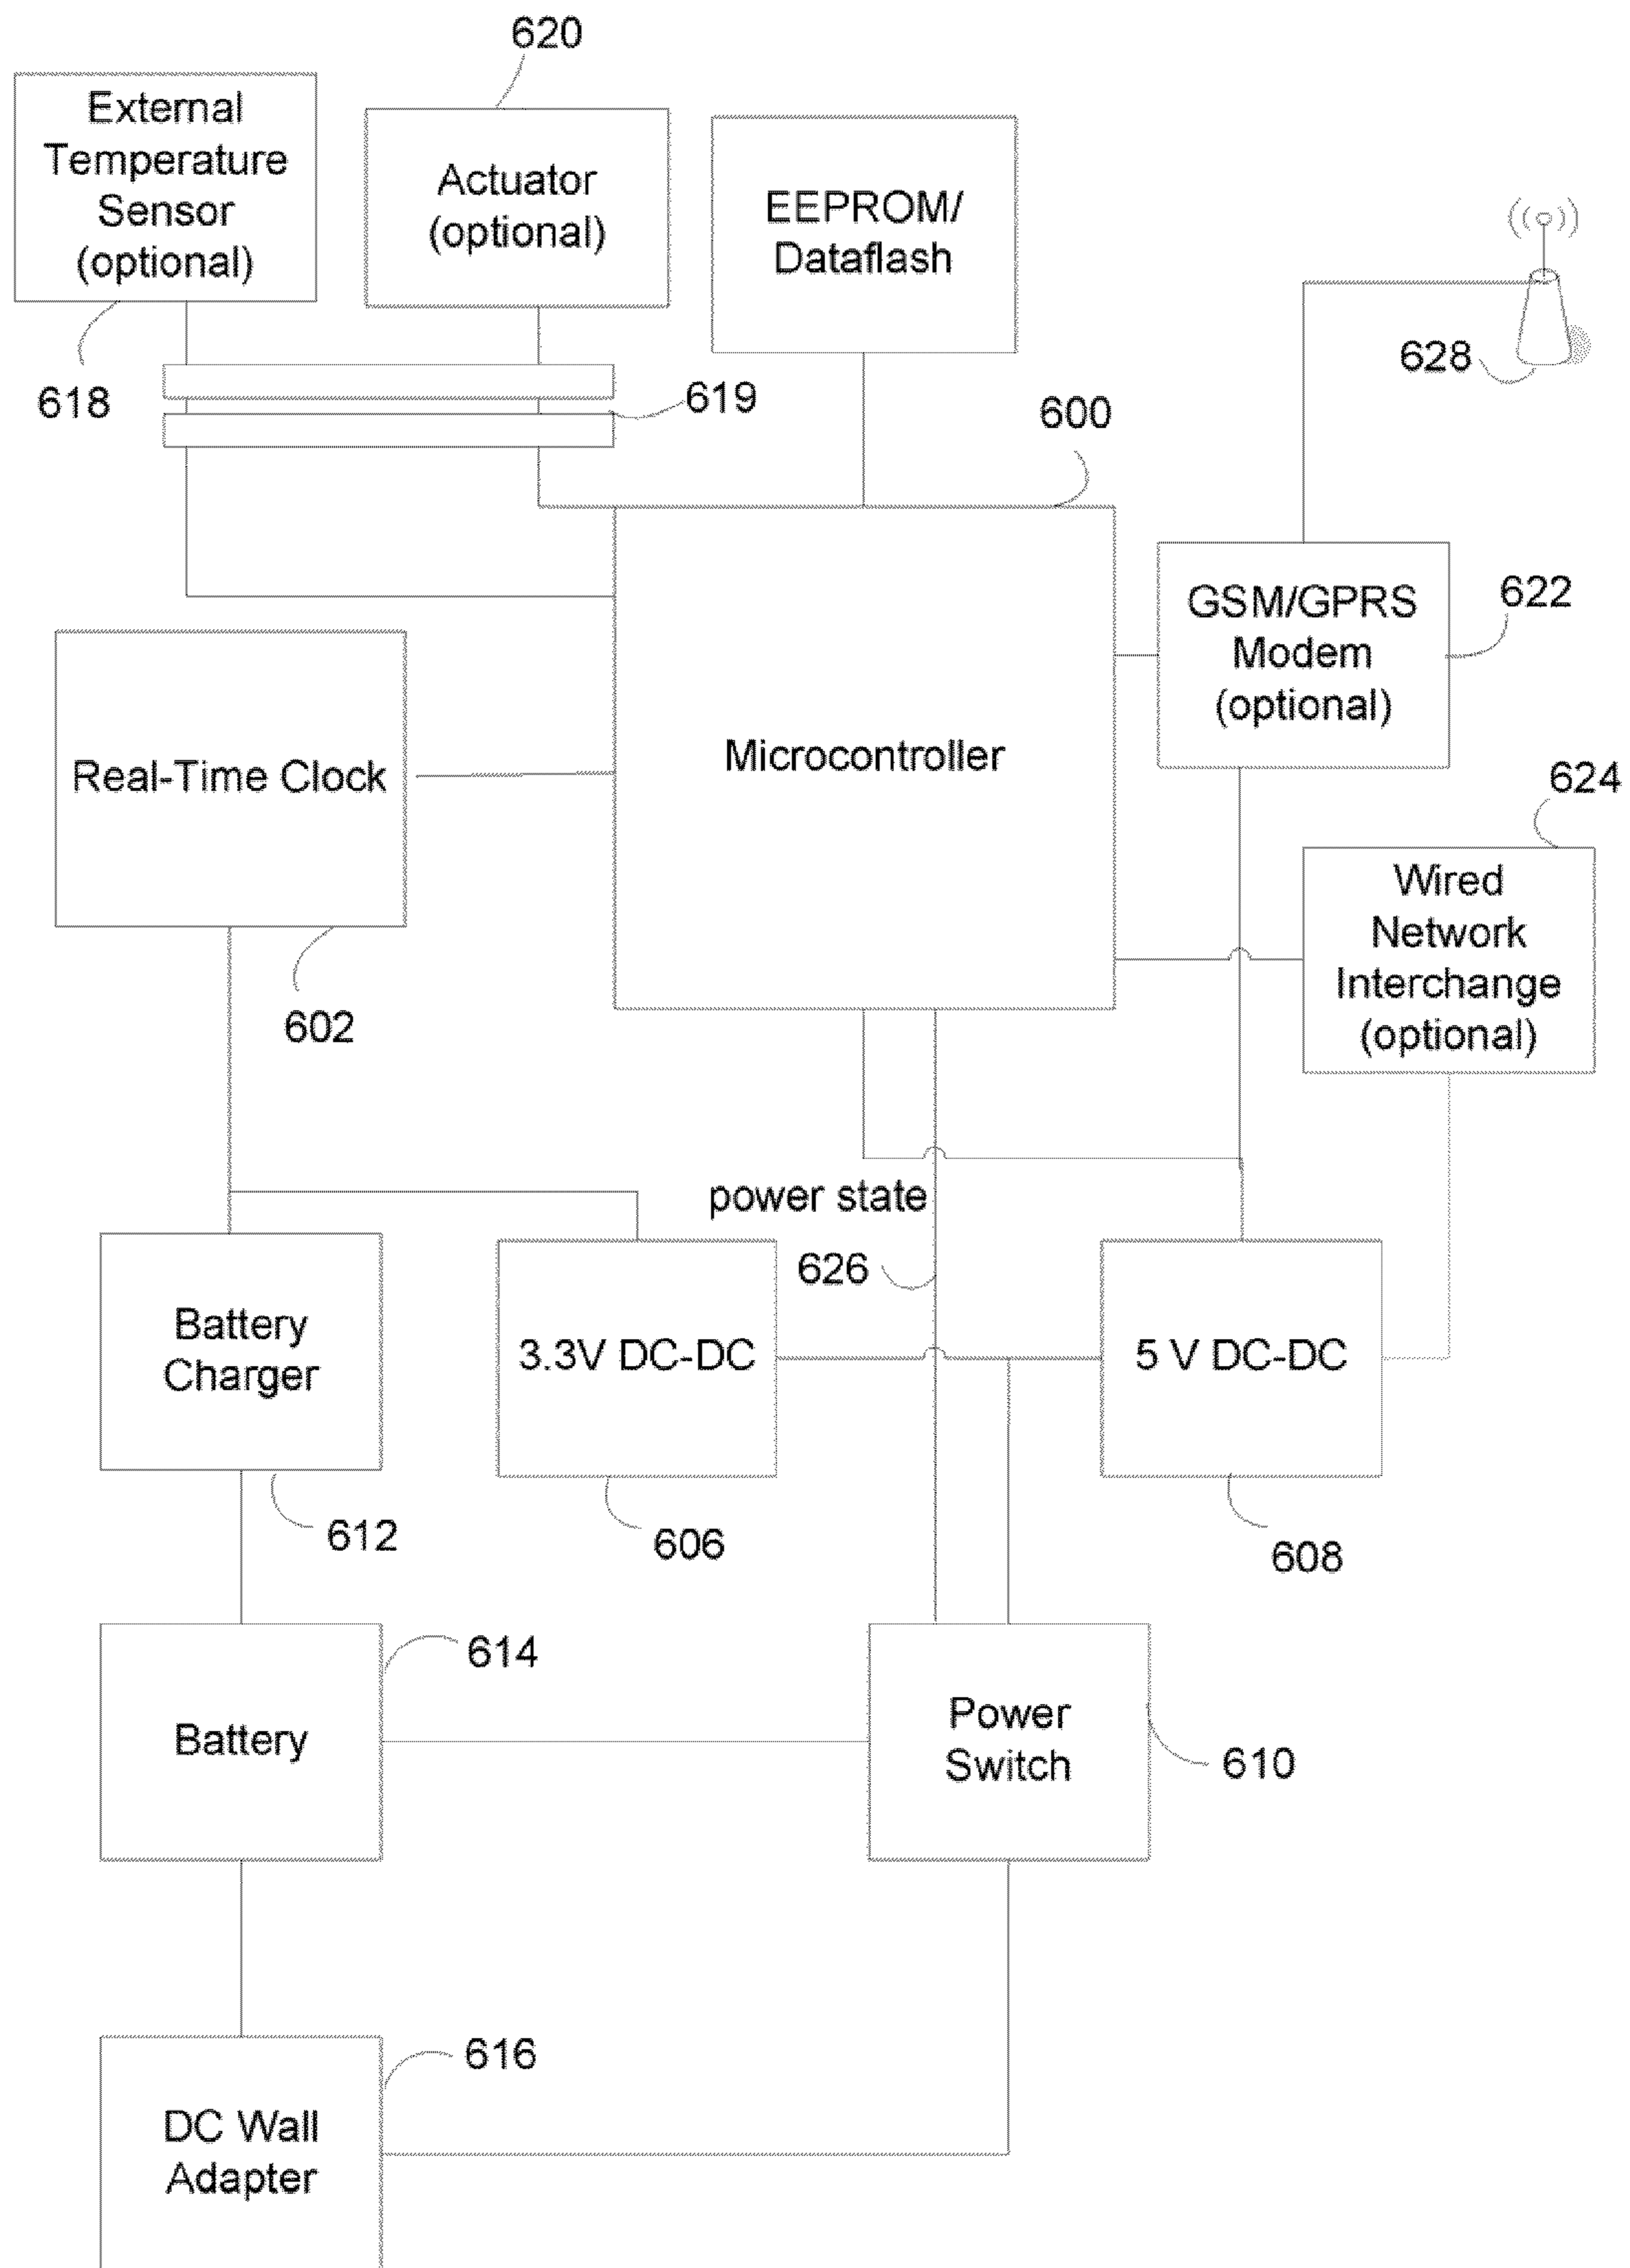 620
External
Temperature
Sensor
(optional)
Actuator
(optional)
EEPROM/
Dataflash
628
618
619
600
GSM/GPRS
Modem
(optional)
622
Real-Time Clock
Microcontroller
624
Wired
Network
Interchange
(optional)
602
power state
626
Battery
Charger
3.3V DC-DC
5 V DC-DC
612
606
608
614
Battery
Power
Switch
610
616
DC Wall
Adapter